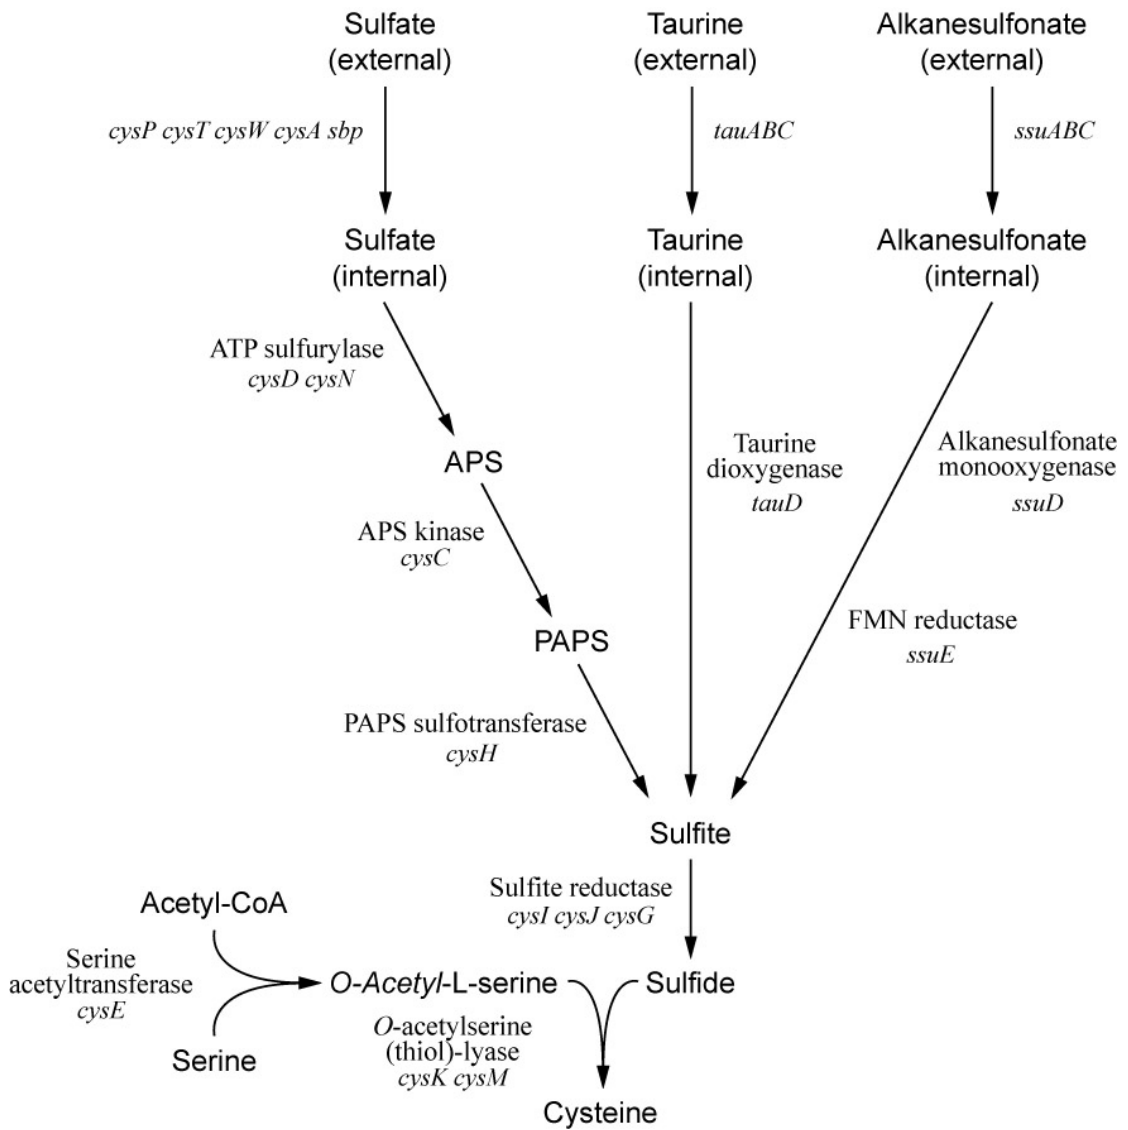 Sulfate
(external)
Taurine
(external)
Alkanesulfonate
(external)
cysP cysT cysW cysA sbp
tauABC
ssuABC
Sulfate
(internal)
Taurine
(internal)
Alkanesulfonate
(internal)
ATP sulfurylase
cysD cysN
APS
Taurine
dioxygenase
tauD
Alkanesulfonate
monooxygenase
ssuD
APS kinase
cysC
PAPS
FMN reductase
ssuE
PAPS sulfotransferase
cysH
Sulfite
Sulfite reductase
cysI cysJ cysG
Acetyl-CoA
Serine
acetyltransferase
cysE
O-Acetyl-L-serine
Sulfide
Serine
O-acetylserine
(thiol)-lyase
cysK cysM
Cysteine